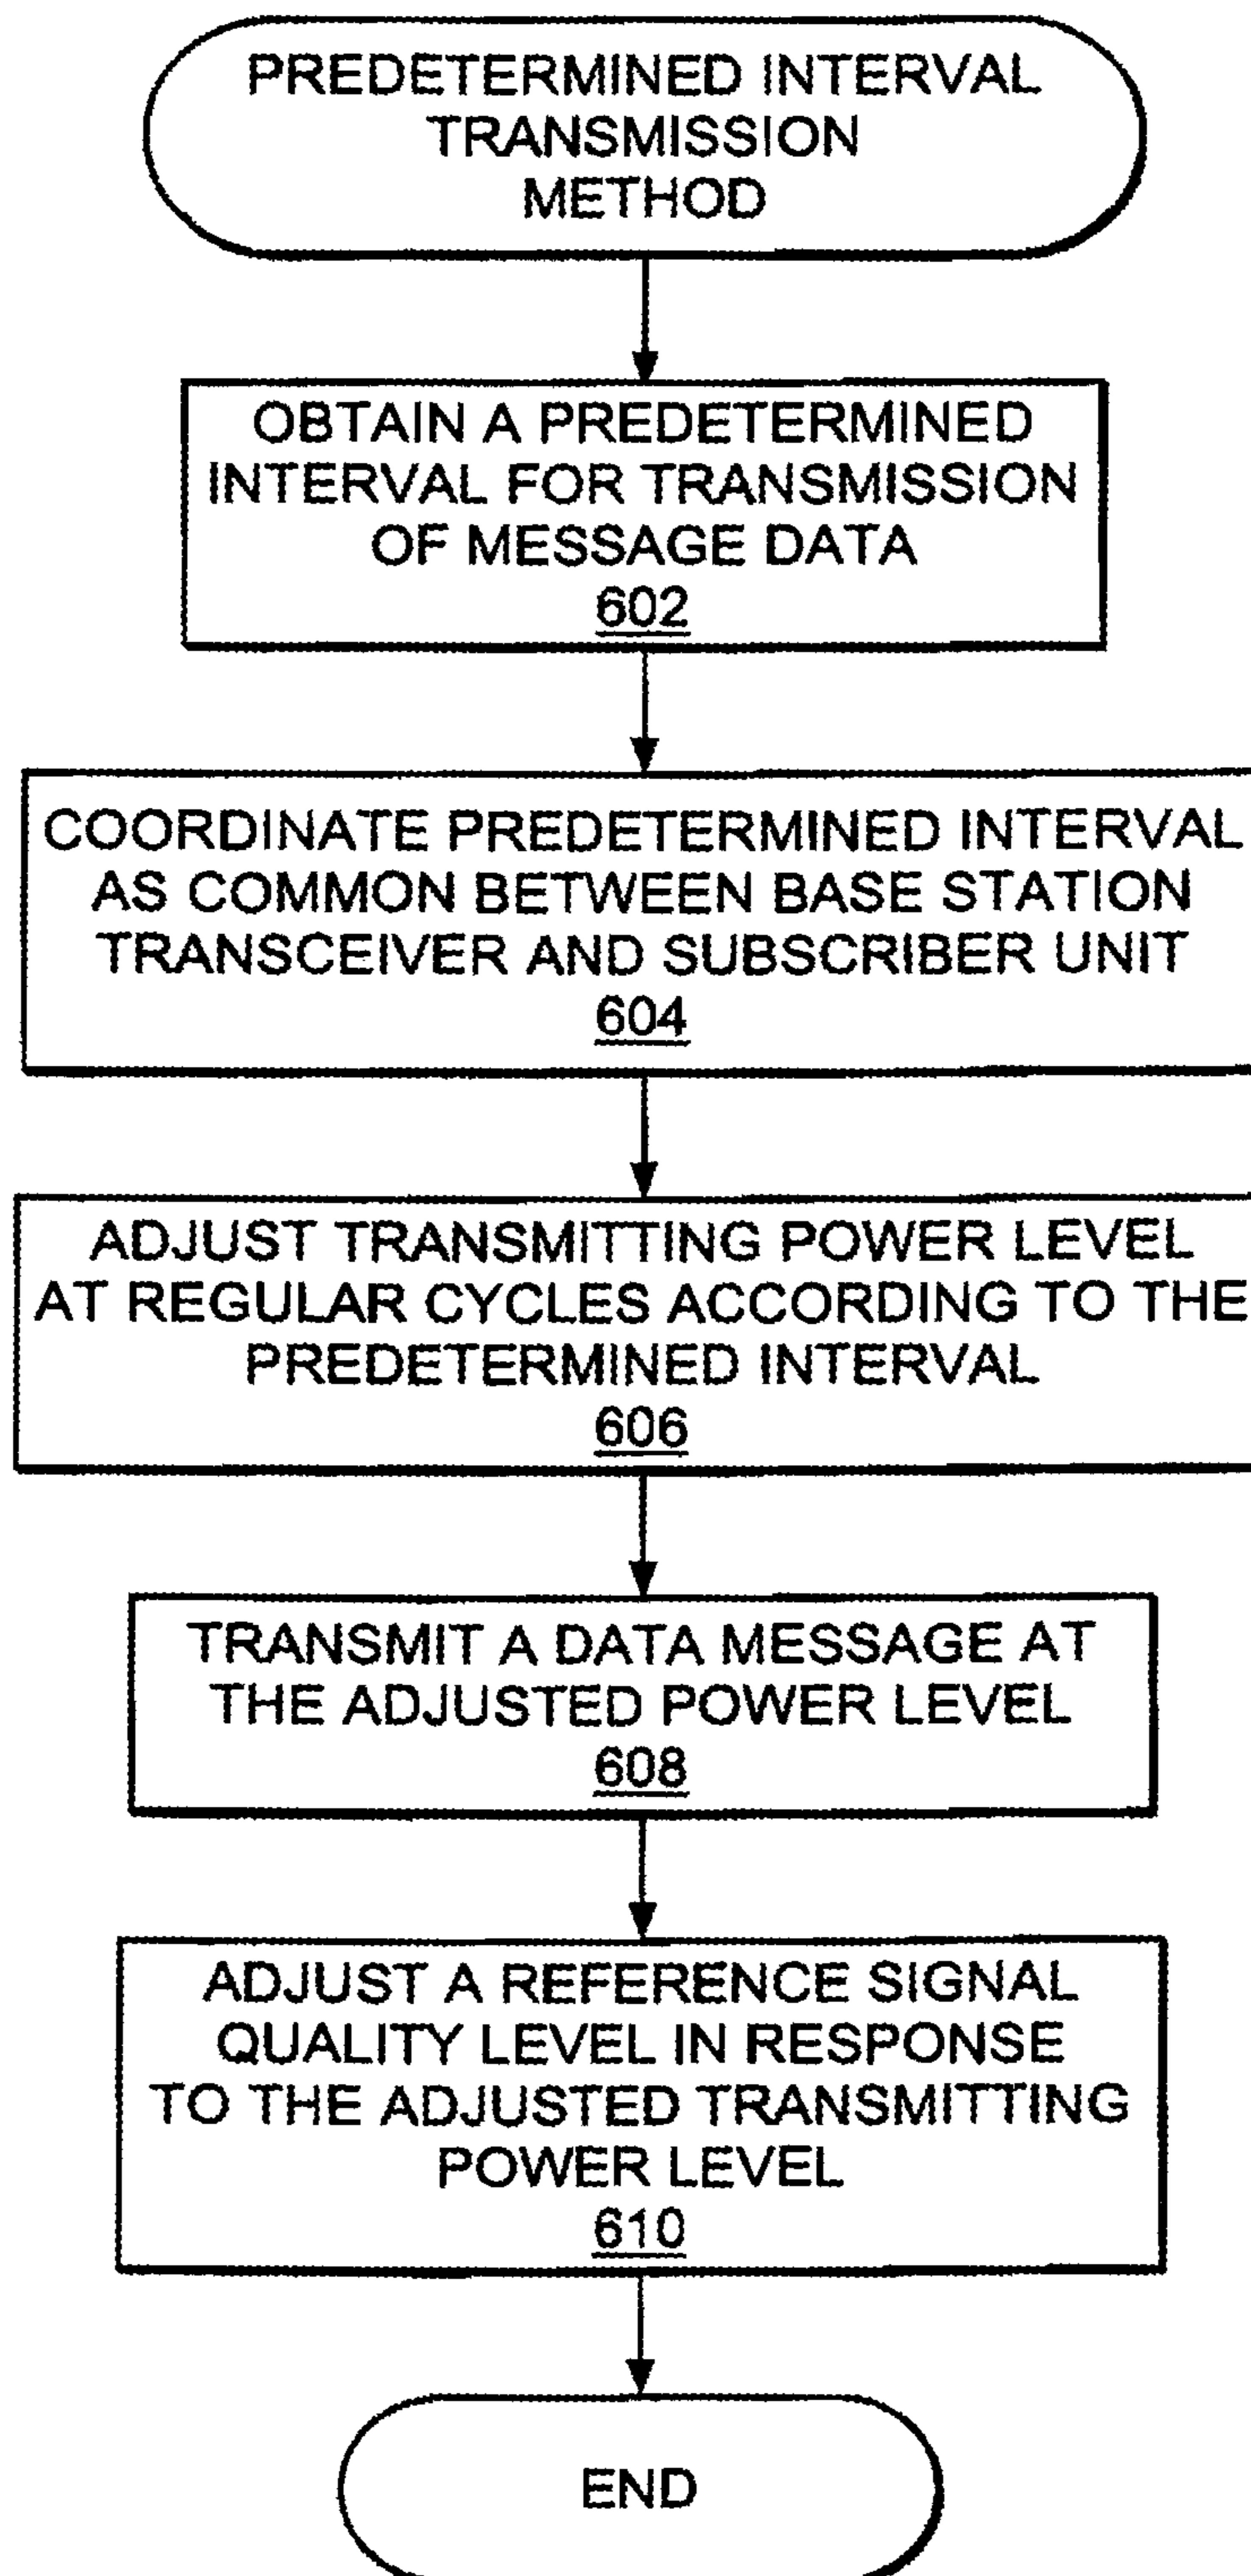 PREDETERMINED INTERVAL
TRANSMISSION
METHOD
OBTAIN A PREDETERMINED
INTERVAL FOR TRANSMISSION
OF MESSAGE DATA
602
COORDINATE PREDETERMINED INTERVAL
AS COMMON BETWEEN BASE STATION
TRANSCEIVER AND SUBSCRIBER UNIT
604
ADJUST TRANSMITTING POWER LEVEL
AT REGULAR CYCLES ACCORDING TO THE
PREDETERMINED INTERVAL
606
TRANSMIT A DATA MESSAGE AT
THE ADJUSTED POWER LEVEL
608
ADJUST A REFERENCE SIGNAL
QUALITY LEVEL IN RESPONSE
TO THE ADJUSTED TRANSMITTING
POWER LEVEL
610
END